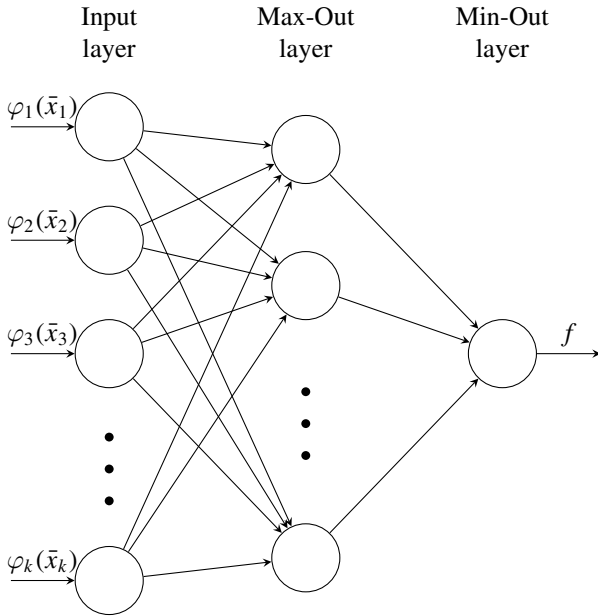 Input layer
Max-Out layer
Min-Out layer
φ₁(x̄₁)
φ₂(x̄₂)
φ₃(x̄₃)
φₖ(x̄ₖ)
f